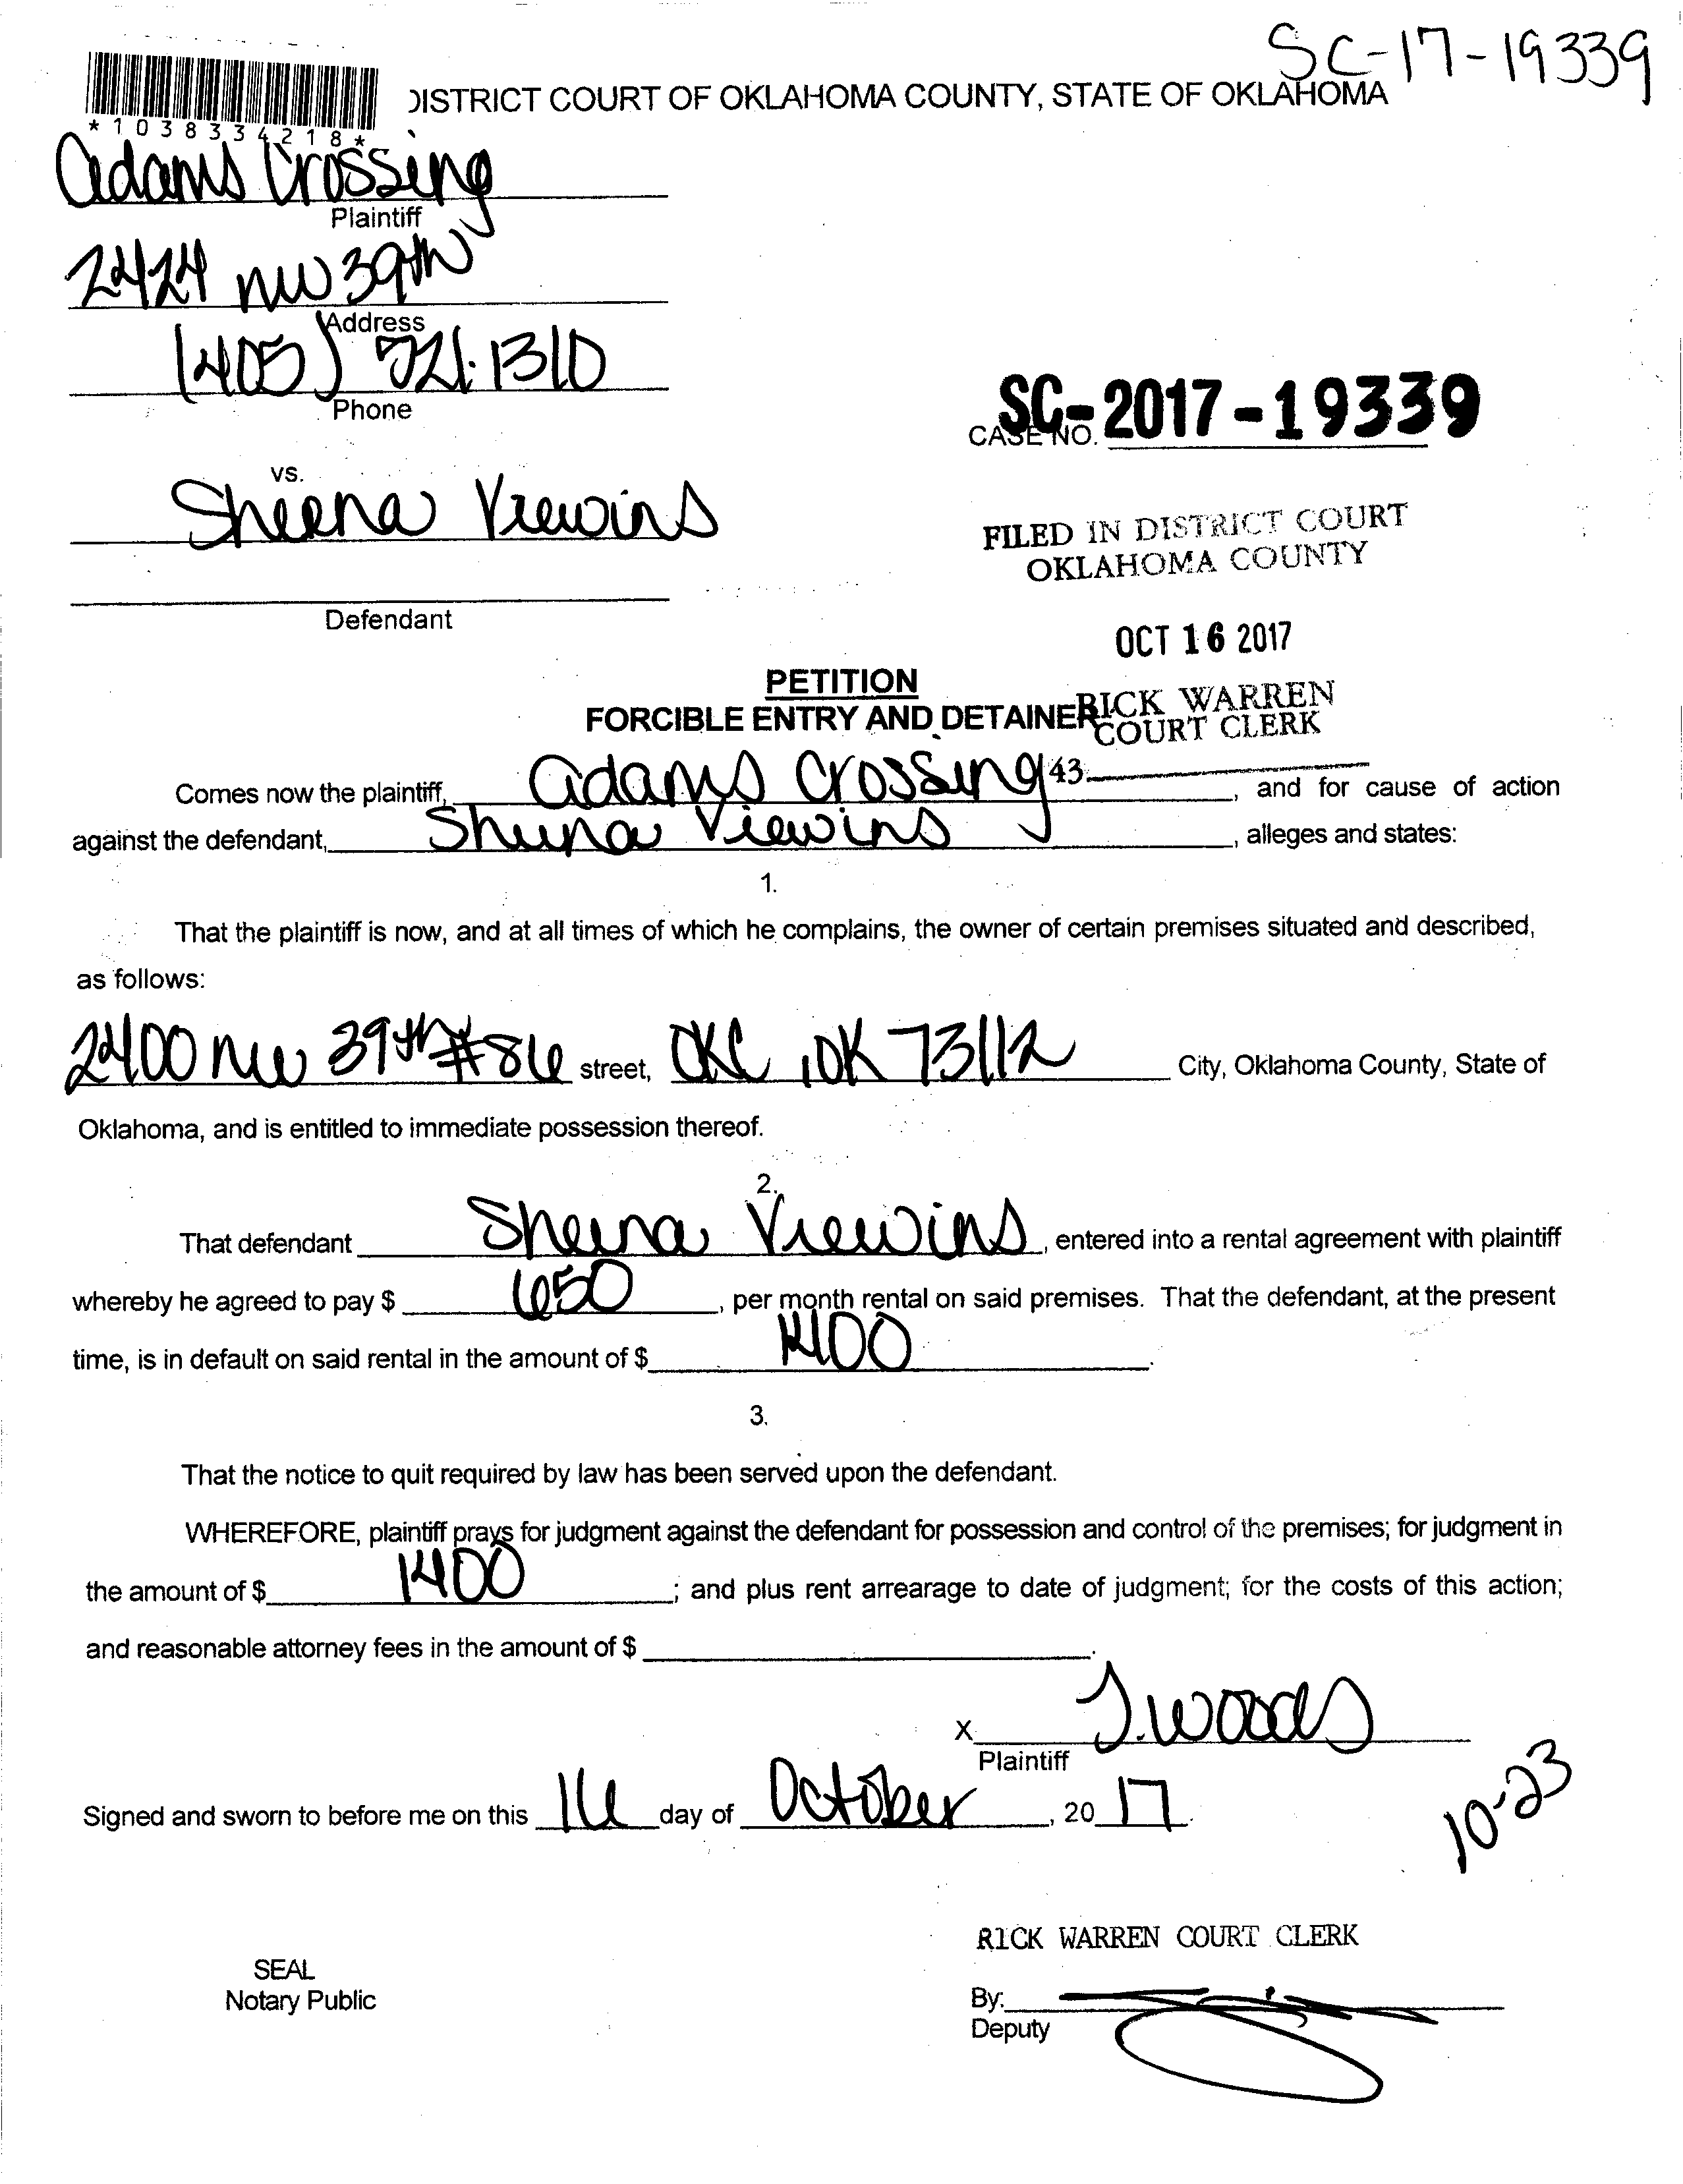 SC-17-19339
DISTRICT COURT OF OKLAHOMA COUNTY, STATE OF OKLAHOMA
*1038334218*
Adams Crossing
Plaintiff
2424 NW 39th
Address
(405) 521-1310
Phone
SC-2017-19339
CASE NO.
vs.
Sheena Viewins
FILED IN DISTRICT COURT
OKLAHOMA COUNTY
Defendant
OCT 16 2017
PETITION
FORCIBLE ENTRY AND DETAINER
RICK WARREN
COURT CLERK
43
Comes now the plaintiff, Adams Crossing, and for cause of action
against the defendant, Sheena Viewins, alleges and states:
1.
That the plaintiff is now, and at all times of which he complains, the owner of certain premises situated and described,
as follows:
2400 NW 39th #86 street, OKC, OK 73112 City, Oklahoma County, State of
Oklahoma, and is entitled to immediate possession thereof.
2.
That defendant Sheena Viewins, entered into a rental agreement with plaintiff
whereby he agreed to pay $ 650, per month rental on said premises. That the defendant, at the present
time, is in default on said rental in the amount of $ 1400.
3.
That the notice to quit required by law has been served upon the defendant.
WHEREFORE, plaintiff prays for judgment against the defendant for possession and control of the premises; for judgment in
the amount of $ 1400; and plus rent arrearage to date of judgment; for the costs of this action;
and reasonable attorney fees in the amount of $
X J. Woods
Plaintiff
Signed and sworn to before me on this 16 day of October, 20 17.
10-23
RICK WARREN COURT CLERK
SEAL
Notary Public
By:
Deputy